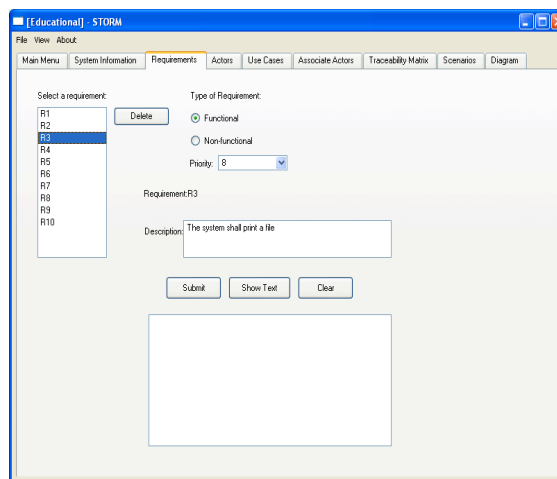 [Educational] - STORM
File View About
Main Menu System Information Requirements Actors Use Cases Associate Actors Traceability Matrix Scenarios Diagram
Select a requirement:
R1
R2
R3
R4
R5
R6
R7
R8
R9
R10
Delete
Type of Requirement:
Functional
Non-functional
Priority: 8
Requirement:R3
Description: The system shall print a file
Submit Show Text Clear